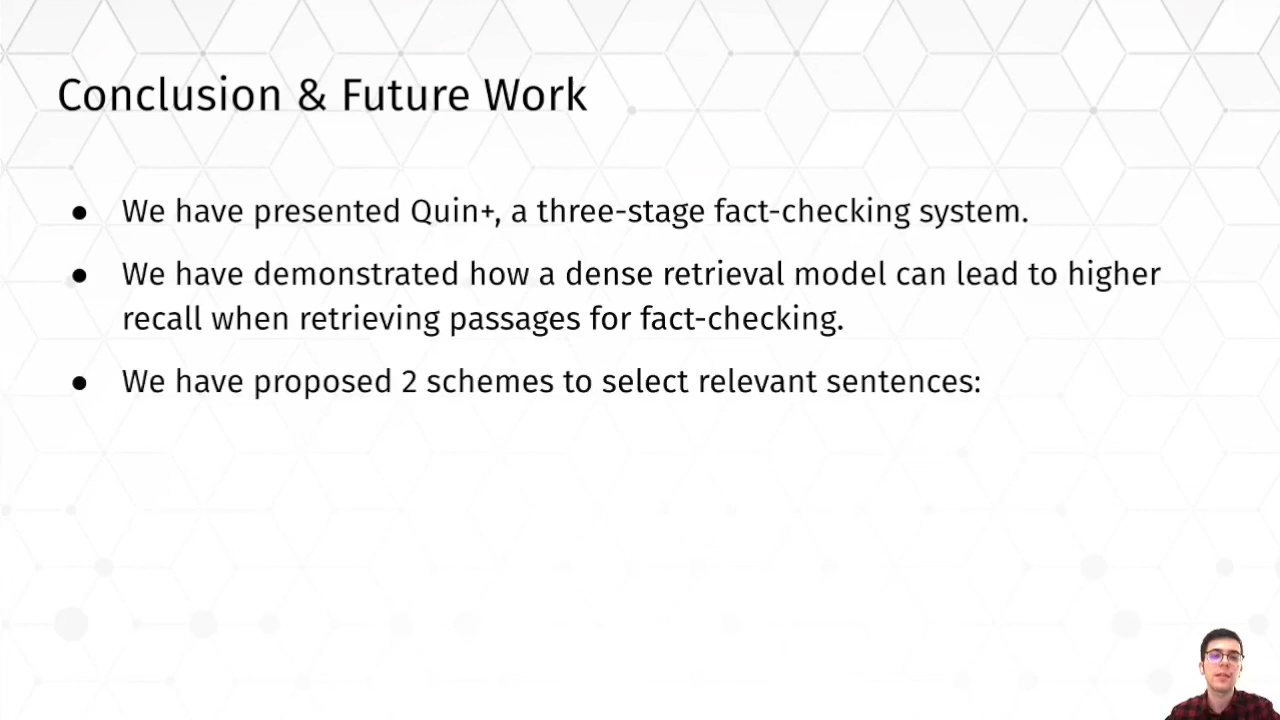 Conclusion & Future Work
● We have presented Quin+, a three-stage fact-checking system.
● We have demonstrated how a dense retrieval model can lead to higher
recall when retrieving passages for fact-checking.
● We have proposed 2 schemes to select relevant sentences: